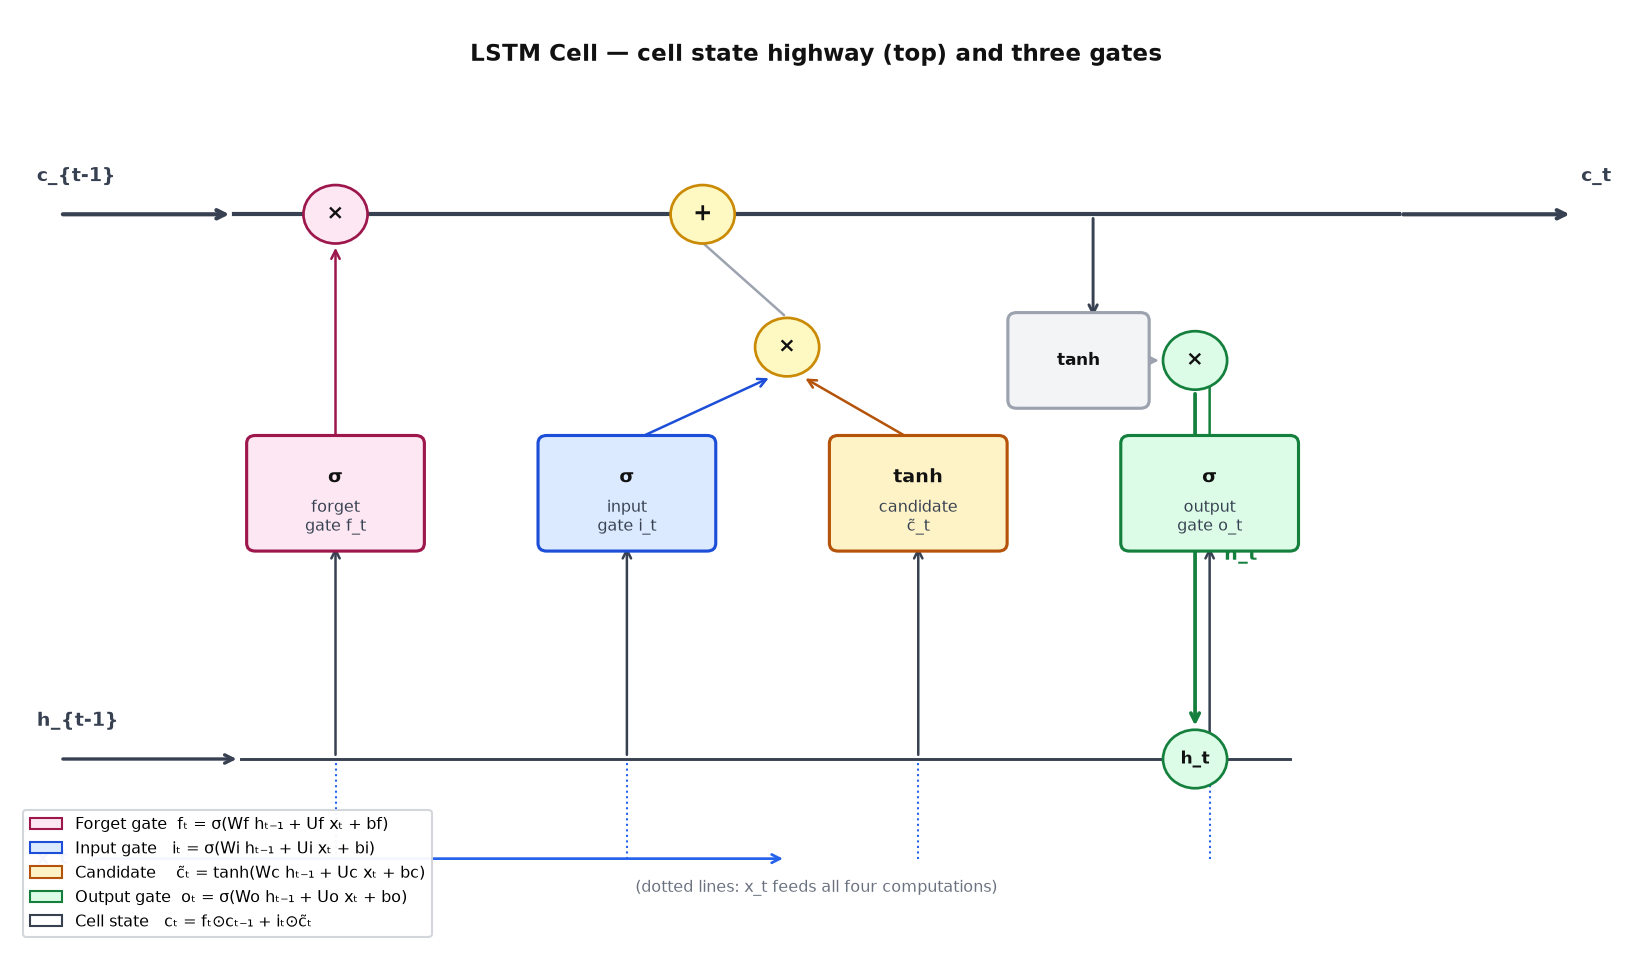 LSTM Cell — cell state highway (top) and three gates
c_{t-1}
c_t
×
+
×
tanh
×
σ
forget
gate f_t
σ
input
gate i_t
tanh
candidate
c̃_t
σ
output
gate o_t
h_t
h_{t-1}
h_t
Forget gate  fₜ = σ(Wf hₜ₋₁ + Uf xₜ + bf)
Input gate   iₜ = σ(Wi hₜ₋₁ + Ui xₜ + bi)
Candidate    c̃ₜ = tanh(Wc hₜ₋₁ + Uc xₜ + bc)
Output gate  oₜ = σ(Wo hₜ₋₁ + Uo xₜ + bo)
Cell state   cₜ = fₜ⊙cₜ₋₁ + iₜ⊙c̃ₜ
(dotted lines: x_t feeds all four computations)